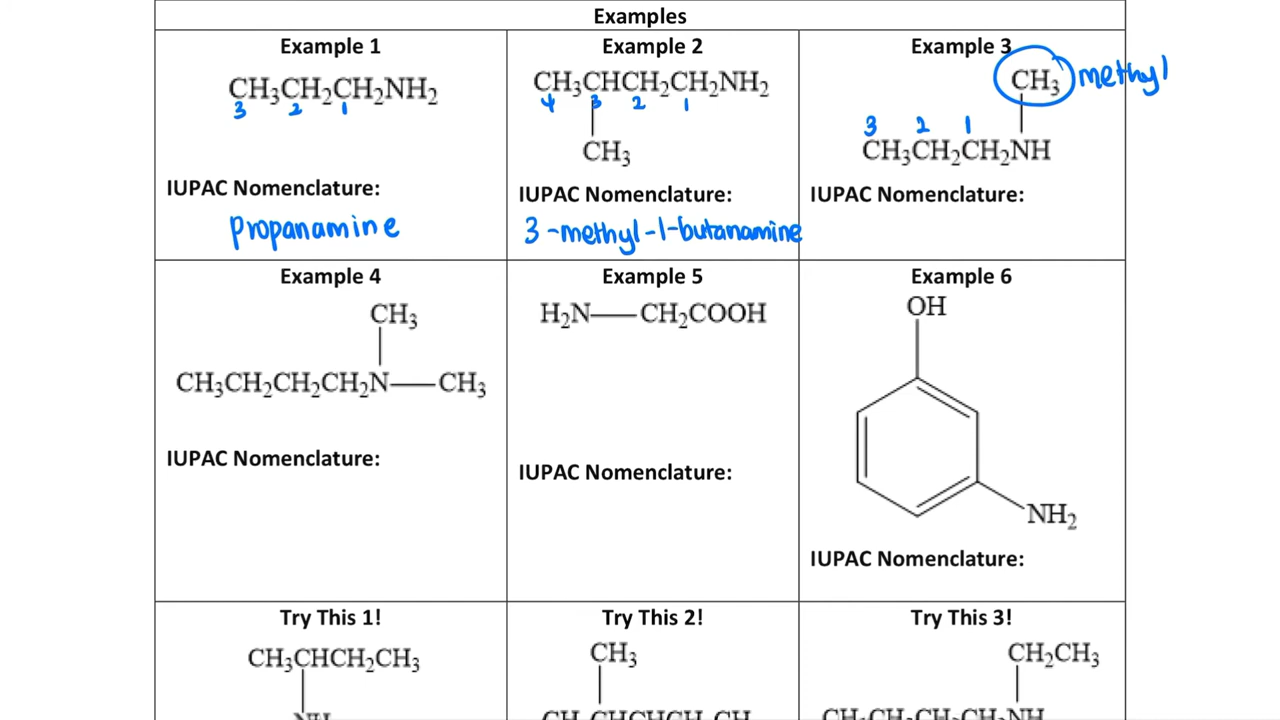 Examples
Example 1
CH₃CH₂CH₂NH₂
3 2 1
IUPAC Nomenclature:
Propanamine
Example 2
CH₃CHCH₂CH₂NH₂
4 3 2 1
CH₃
IUPAC Nomenclature:
3-methyl-1-butanamine
Example 3
CH₃ methyl
3 2 1
CH₃CH₂CH₂NH
IUPAC Nomenclature:
Example 4
CH₃
CH₃CH₂CH₂CH₂N—CH₃
IUPAC Nomenclature:
Example 5
H₂N—CH₂COOH
IUPAC Nomenclature:
Example 6
OH
NH₂
IUPAC Nomenclature:
Try This 1!
CH₃CHCH₂CH₃
Try This 2!
CH₃
Try This 3!
CH₂CH₃